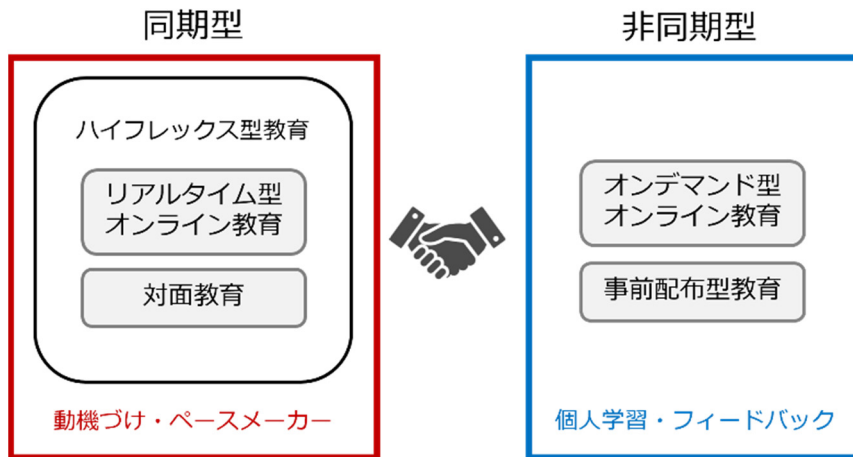 同期型
ハイフレックス型教育
リアルタイム型
オンライン教育
対面教育
動機づけ・ペースメーカー
非同期型
オンデマンド型
オンライン教育
事前配布型教育
個人学習・フィードバック